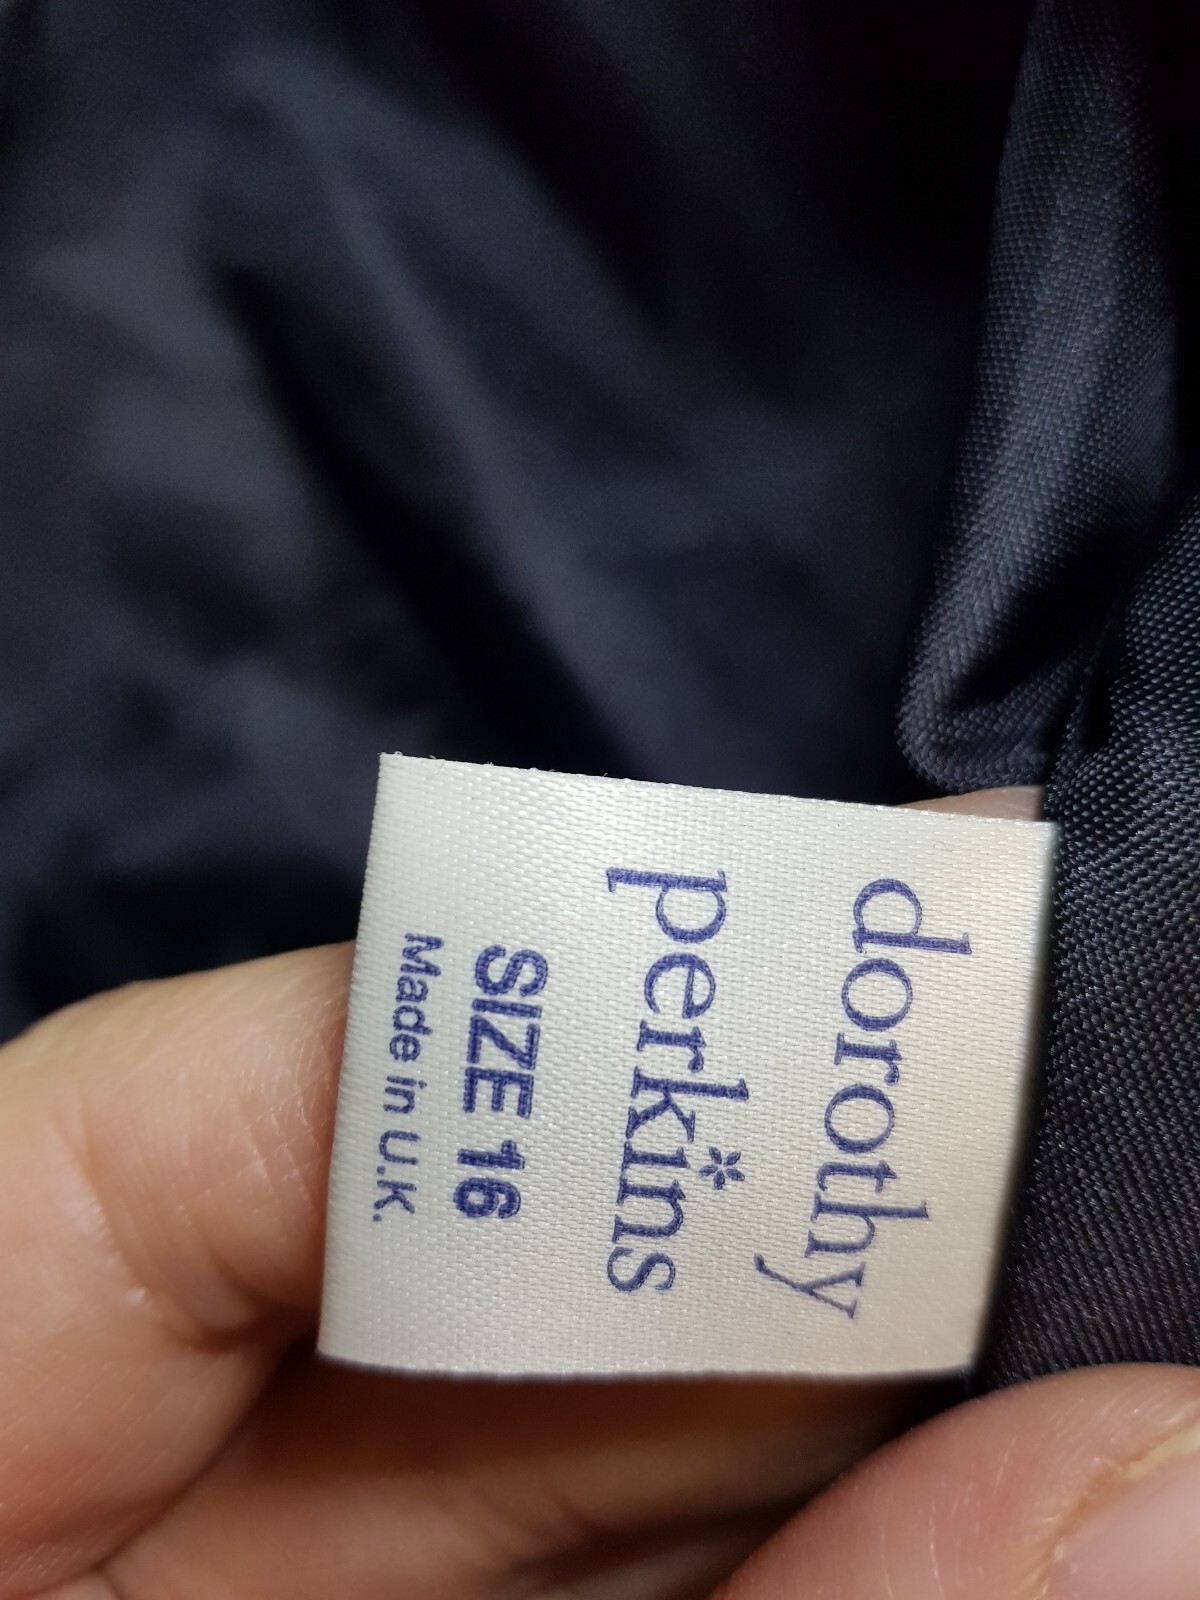 dorothy
perkins
SIZE 16
Made in U.K.